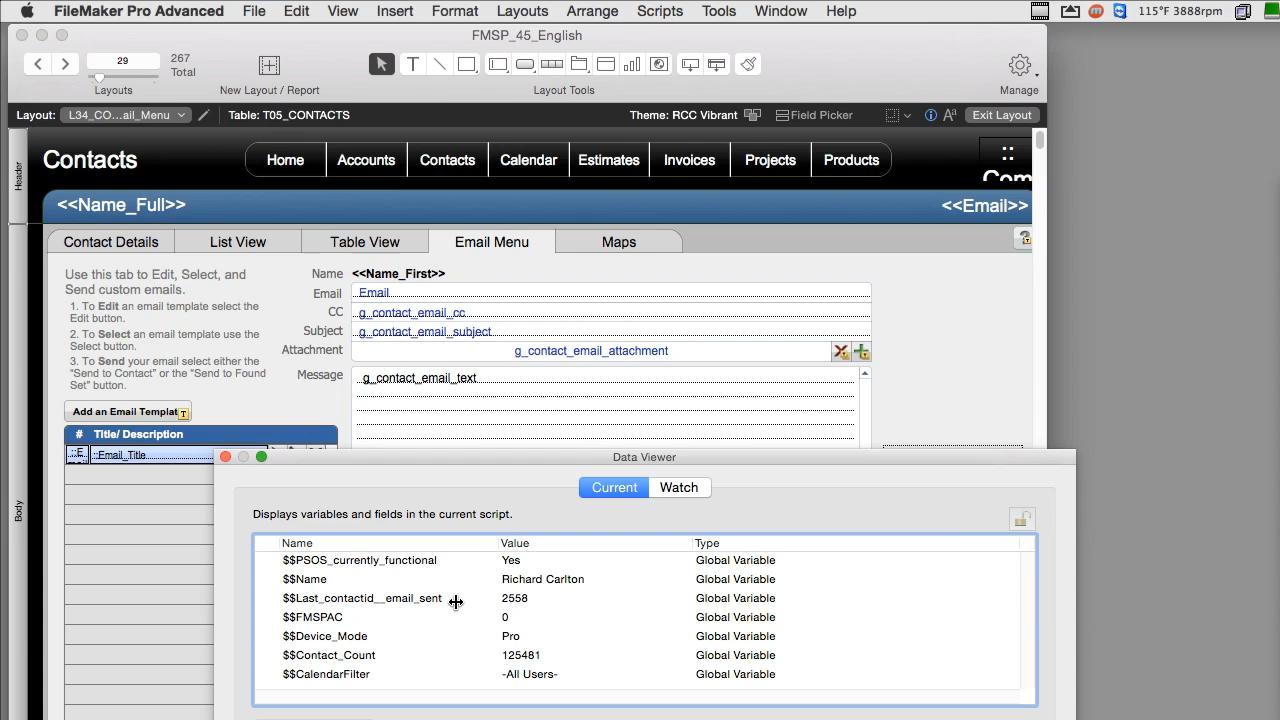 FileMaker Pro Advanced File Edit View Insert Format Layouts Arrange Scripts Tools Window Help 115°F 3888rpm
FMSP_45_English
29 267 Total
Layouts New Layout / Report Layout Tools Manage
Layout: L34_CO...ail_Menu Table: T05_CONTACTS Theme: RCC Vibrant Field Picker Exit Layout
Header
Contacts Home Accounts Contacts Calendar Estimates Invoices Projects Products ::
Com
<<Name_Full>> <<Email>>
Contact Details List View Table View Email Menu Maps
Use this tab to Edit, Select, and
Send custom emails.
1. To Edit an email template select the
Edit button.
2. To Select an email template use the
Select button.
3. To Send your email select either the
"Send to Contact" or the "Send to Found
Set" button.
Name <<Name_First>>
Email Email
CC g_contact_email_cc
Subject g_contact_email_subject
Attachment g_contact_email_attachment
Message g_contact_email_text
Add an Email Templat
# Title/ Description
::E ::Email_Title
Body
Data Viewer
Current Watch
Displays variables and fields in the current script.
Name Value Type
$$PSOS_currently_functional Yes Global Variable
$$Name Richard Carlton Global Variable
$$Last_contactid__email_sent 2558 Global Variable
$$FMSPAC 0 Global Variable
$$Device_Mode Pro Global Variable
$$Contact_Count 125481 Global Variable
$$CalendarFilter -All Users- Global Variable